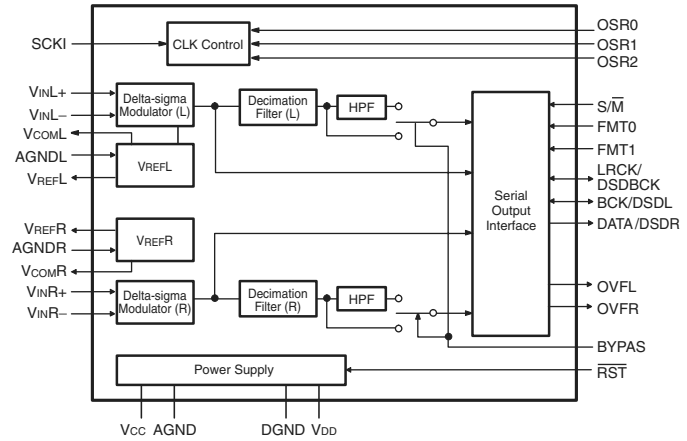 OSR0
SCKI
CLK Control
OSR1
OSR2
VINL+
Delta-sigma
Modulator (L)
Decimation
Filter (L)
HPF
S/M̅
VINL−
FMT0
VCOML
FMT1
AGNDL
VREFL
LRCK/
DSDBCK
VREFL
Serial
Output
Interface
BCK/DSDL
DATA/DSDR
VREFR
VREFR
AGNDR
VCOMR
VINR+
Delta-sigma
Modulator (R)
Decimation
Filter (R)
HPF
OVFL
VINR−
OVFR
BYPAS
Power Supply
R̅S̅T̅
VCC AGND DGND VDD